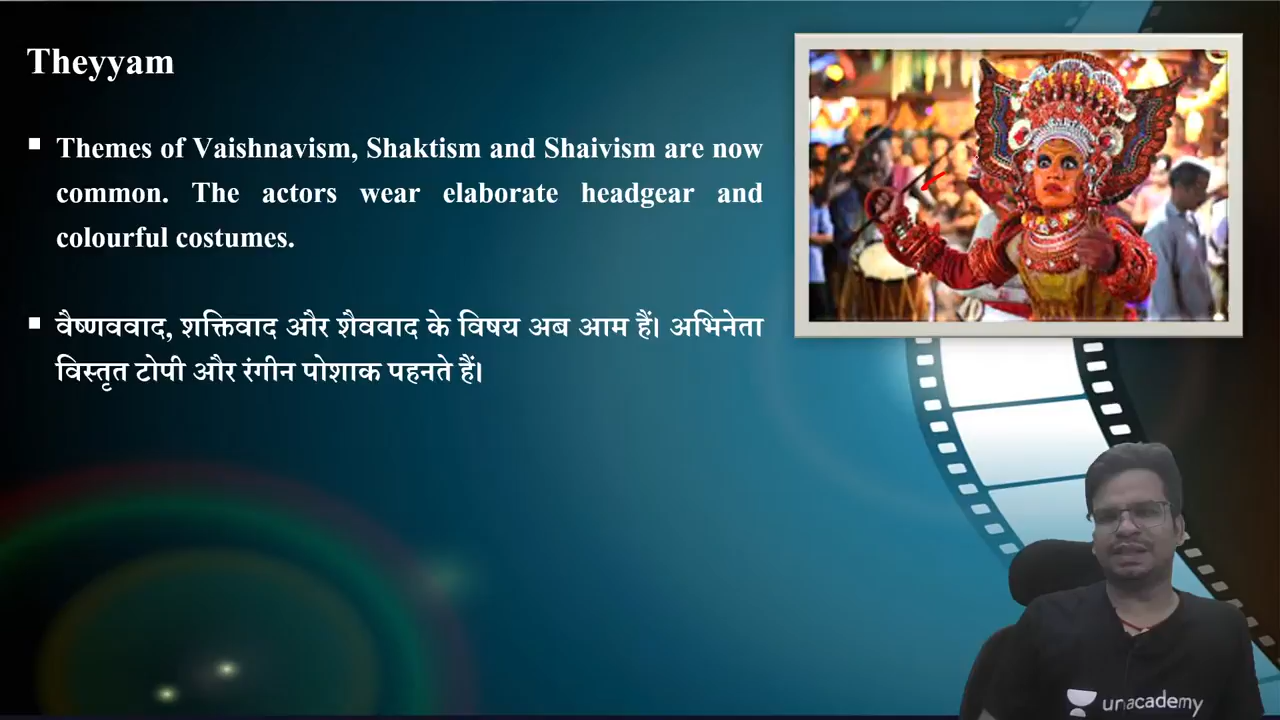 Theyyam
▪ Themes of Vaishnavism, Shaktism and Shaivism are now
common. The actors wear elaborate headgear and
colourful costumes.
▪ वैष्णववाद, शक्तिवाद और शैववाद के विषय अब आम हैं। अभिनेता
विस्तृत टोपी और रंगीन पोशाक पहनते हैं।
unacademy